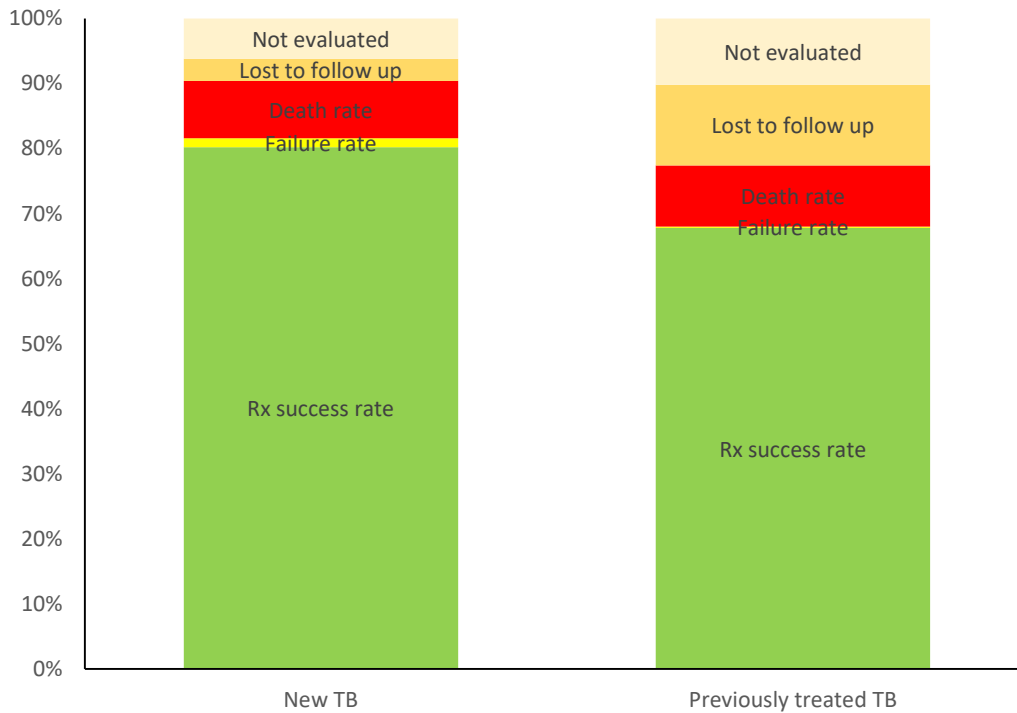 100%
90%
80%
70%
60%
50%
40%
30%
20%
10%
0%
Not evaluated
Lost to follow up
Death rate
Failure rate
Rx success rate
Not evaluated
Lost to follow up
Death rate
Failure rate
Rx success rate
New TB
Previously treated TB